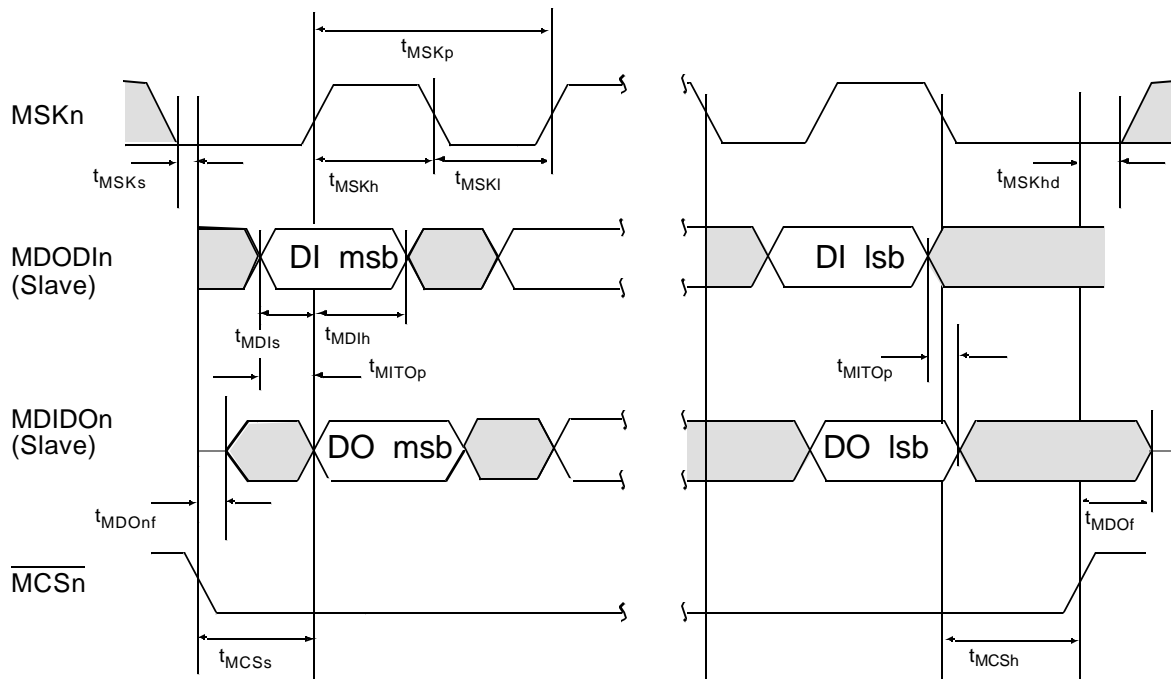 tMSKp
MSKn
tMSKs
tMSKh
tMSKl
tMSKhd
MDODIn
(Slave)
DI msb
DI lsb
tMDIs
tMDIh
tMITOp
tMITOp
MDIDOn
(Slave)
DO msb
DO lsb
tMDOnf
tMDOf
MCSn
tMCSs
tMCSh